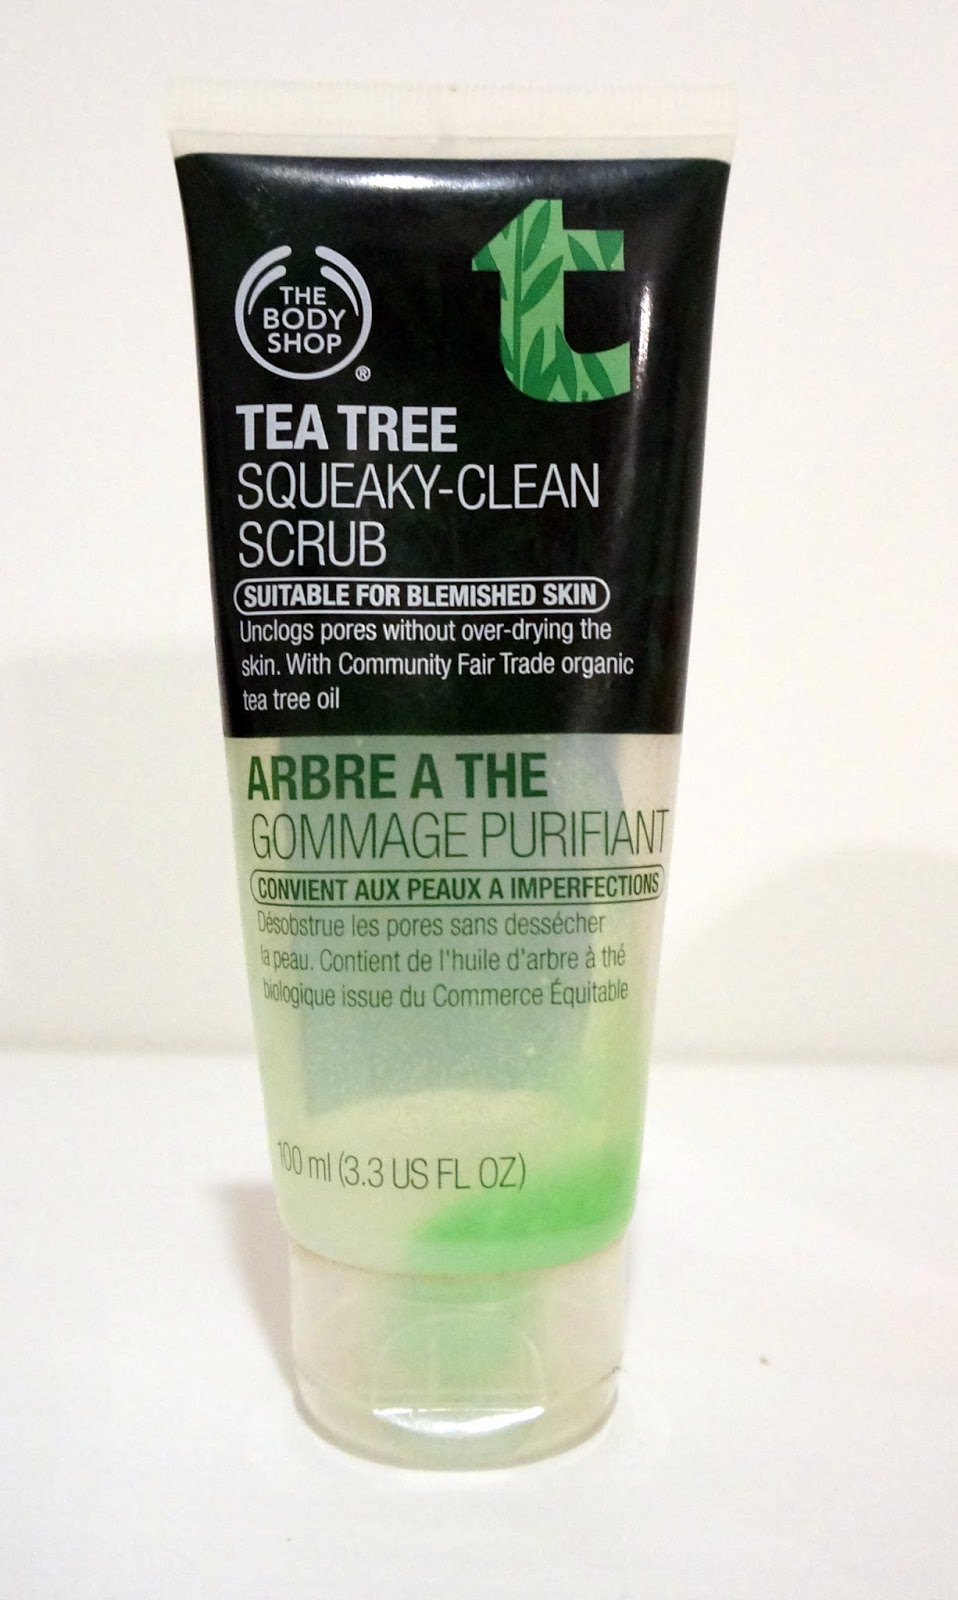 THE
BODY
SHOP
®
t
TEA TREE
SQUEAKY-CLEAN
SCRUB
SUITABLE FOR BLEMISHED SKIN
Unclogs pores without over-drying the
skin. With Community Fair Trade organic
tea tree oil
ARBRE A THE
GOMMAGE PURIFIANT
CONVIENT AUX PEAUX A IMPERFECTIONS
Désobstrue les pores sans dessécher
la peau. Contient de l'huile d'arbre à thé
biologique issue du Commerce Équitable
100 ml (3.3 US FL OZ)